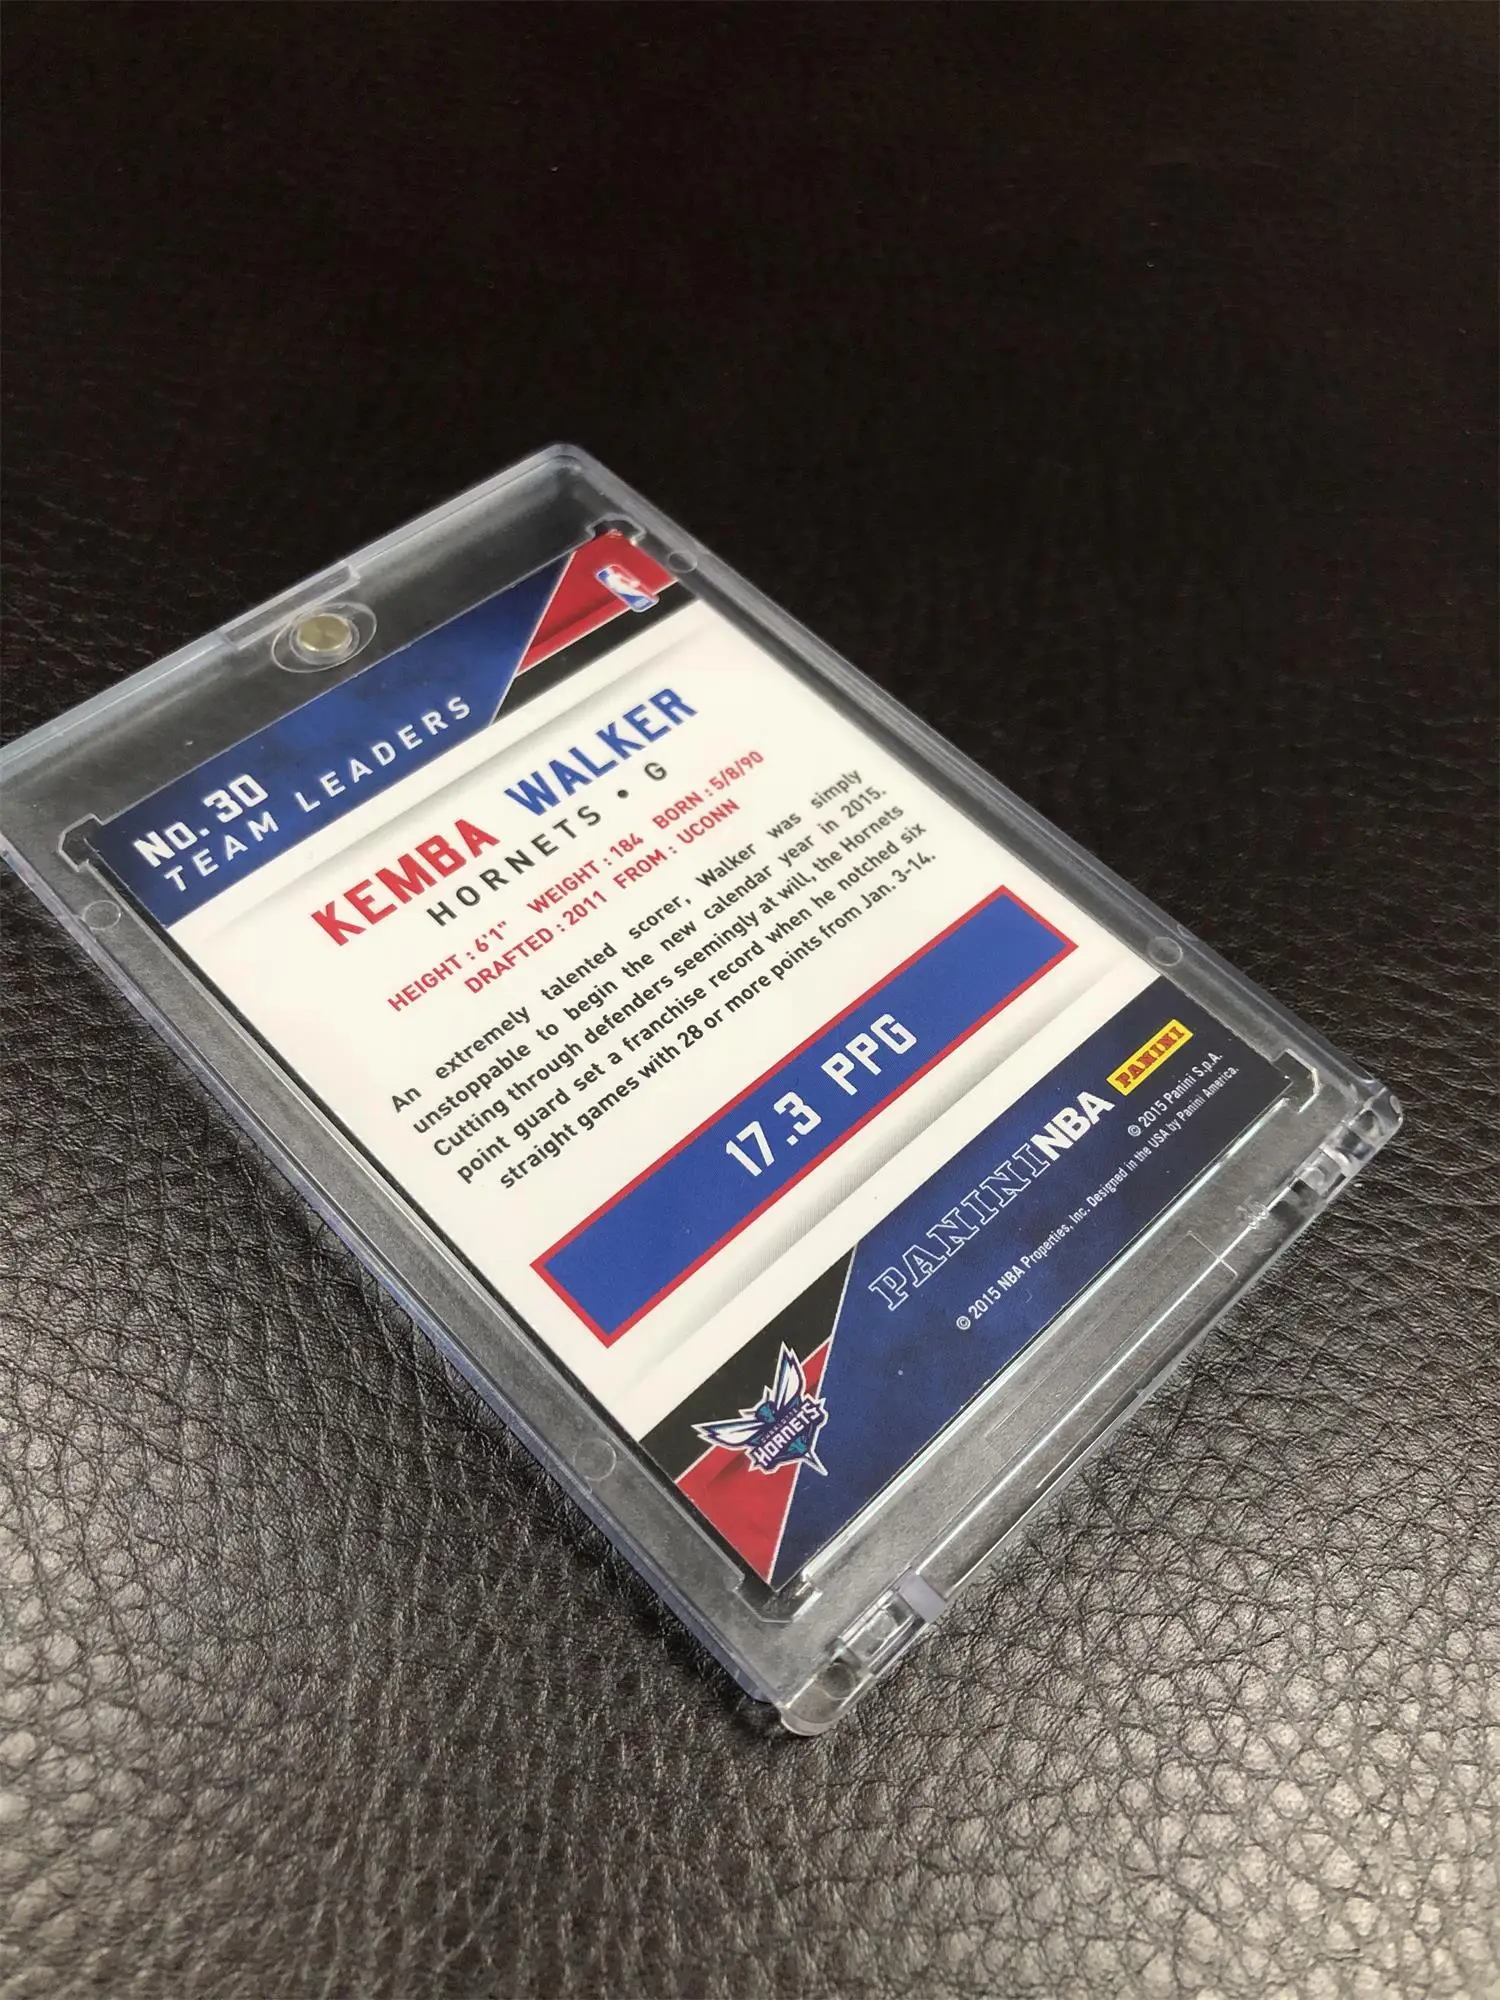 No. 30
TEAM LEADERS
KEMBA WALKER
HORNETS • G
HEIGHT : 6'1" WEIGHT : 184 BORN : 5/8/90
DRAFTED : 2011 FROM : UCONN
An extremely talented scorer, Walker was simply
unstoppable to begin the new calendar year in 2015.
Cutting through defenders seemingly at will, the Hornets
point guard set a franchise record when he notched six
straight games with 28 or more points from Jan. 3-14.
17.3 PPG
PANINI NBA
PANINI
© 2015 Panini S.p.A.
© 2015 NBA Properties, Inc. Designed in the USA by Panini America.
CHARLOTTE
HORNETS